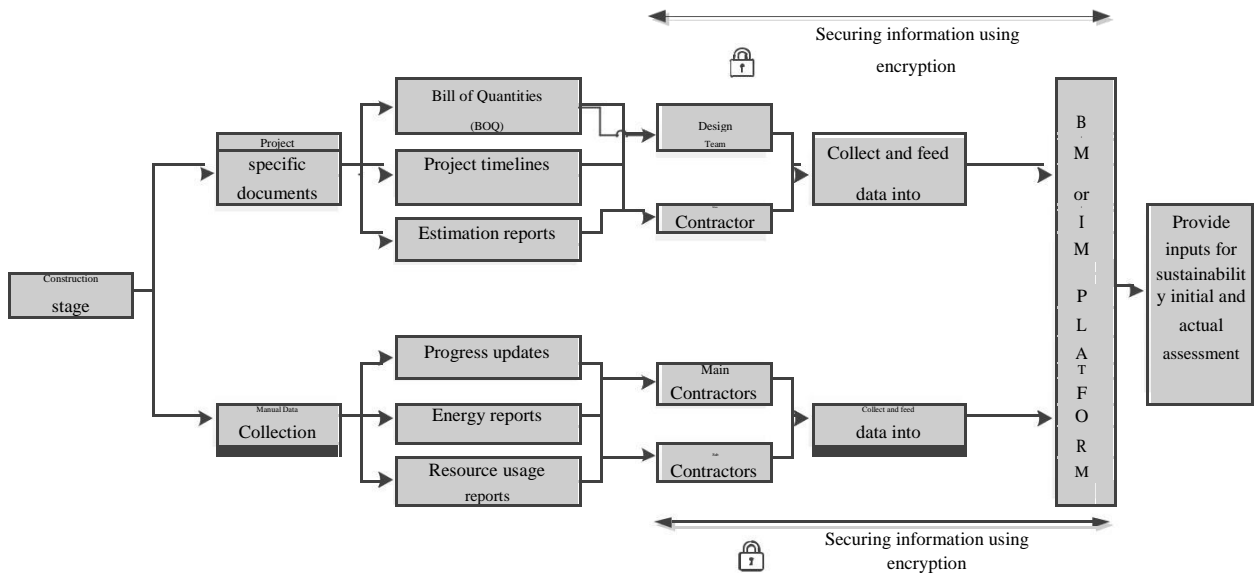 Securing information using
encryption
Bill of Quantities
(BOQ)
Design
Team
Project
specific
documents
Project timelines
Collect and feed
data into
Contractor
Estimation reports
Construction
stage
B
M
or
I
M
P
L
A
T
F
O
R
M
Provide
inputs for
sustainabilit
y initial and
actual
assessment
Progress updates
Main
Contractors
Manual Data
Collection
Energy reports
Collect and feed
data into
Contractors
Resource usage
reports
Securing information using
encryption